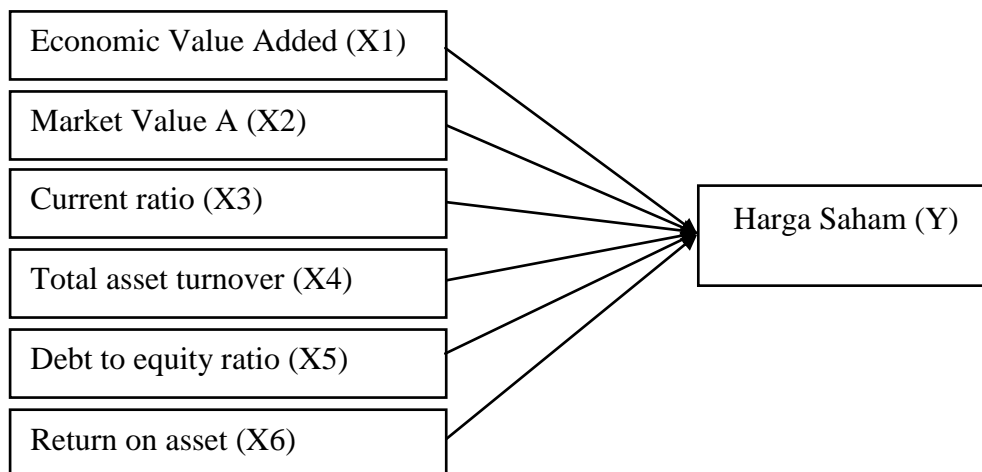 Economic Value Added (X1)
Market Value A (X2)
Current ratio (X3)
Total asset turnover (X4)
Debt to equity ratio (X5)
Return on asset (X6)
Harga Saham (Y)